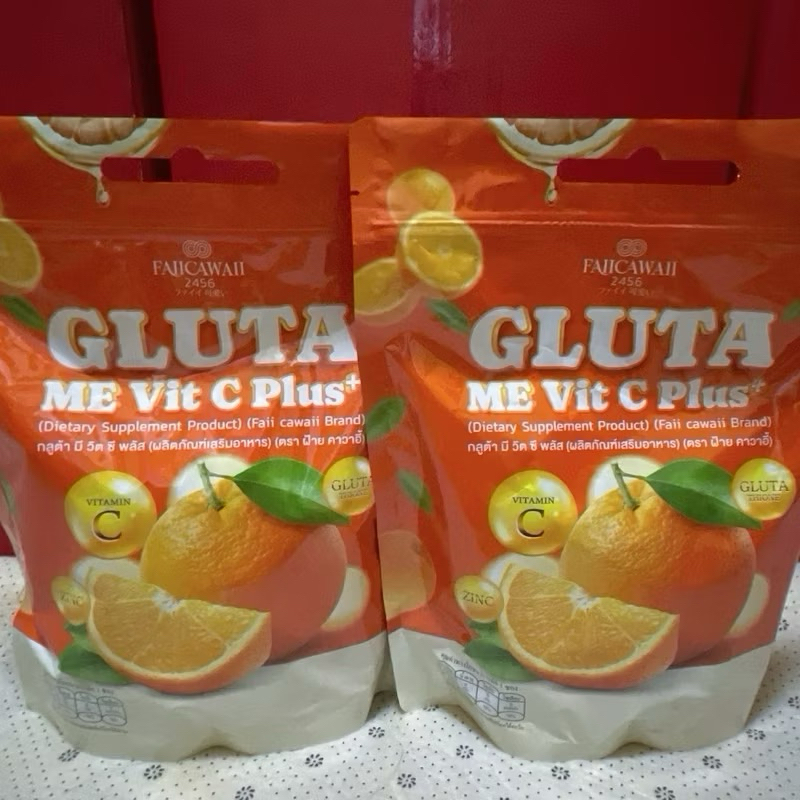 FAIICAWAII
2456
GLUTA
ME Vit C Plus+
(Dietary Supplement Product) (Faii cawaii Brand)
กลูต้า มี วิต ซี พลัส (ผลิตภัณฑ์เสริมอาหาร) (ตรา ฝ้าย คาวาอี้)
VITAMIN
C
GLUTA
ZINC
FAIICAWAII
2456
GLUTA
ME Vit C Plus+
(Dietary Supplement Product) (Faii cawaii Brand)
กลูต้า มี วิต ซี พลัส (ผลิตภัณฑ์เสริมอาหาร) (ตรา ฝ้าย คาวาอี้)
VITAMIN
C
GLUTA
ZINC